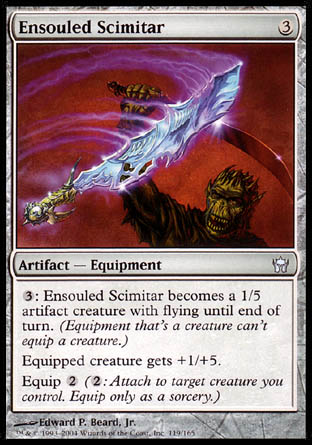 Ensouled Scimitar 3
Artifact — Equipment
3: Ensouled Scimitar becomes a 1/5
artifact creature with flying until end
of turn. (Equipment that's a creature can't
equip a creature.)
Equipped creature gets +1/+5.
Equip 2 (2: Attach to target creature you
control. Equip only as a sorcery.)
Edward P. Beard, Jr.
™ & © 1993–2004 Wizards of the Coast, Inc. 119/165